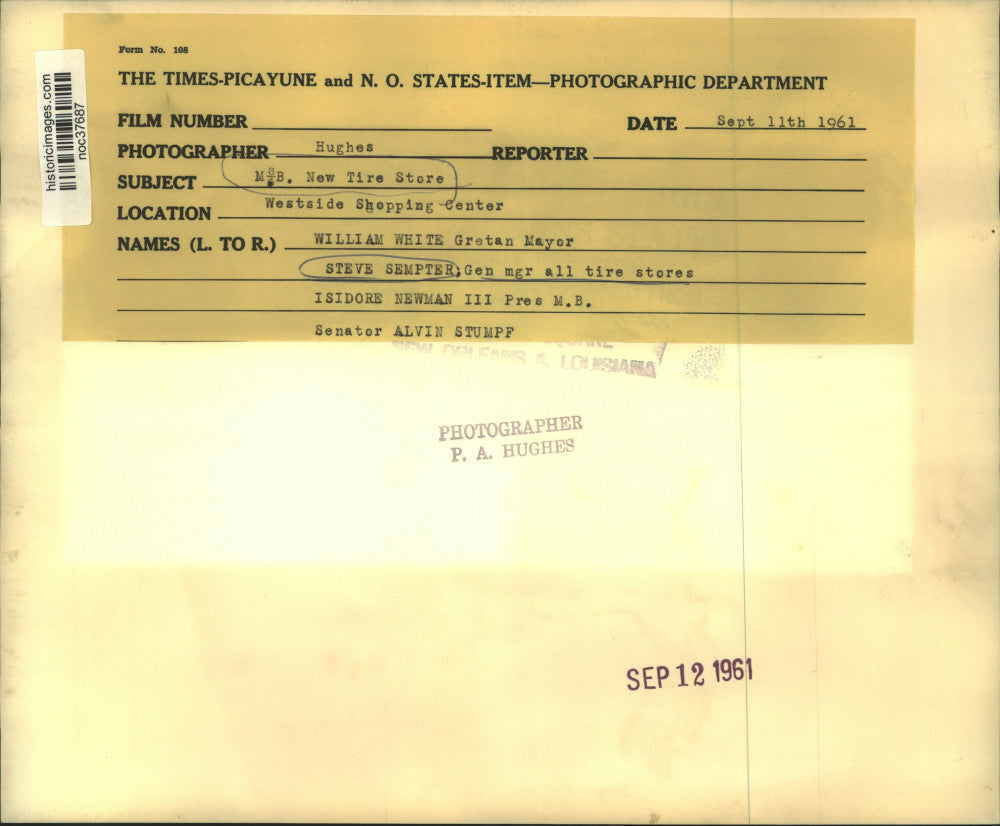 Form No. 108
THE TIMES-PICAYUNE and N. O. STATES-ITEM—PHOTOGRAPHIC DEPARTMENT
FILM NUMBER
DATE Sept 11th 1961
PHOTOGRAPHER Hughes REPORTER
SUBJECT M&B. New Tire Store
LOCATION Westside Shopping Center
NAMES (L. TO R.) WILLIAM WHITE Gretan Mayor
STEVE SEMPTER; Gen mgr all tire stores
ISIDORE NEWMAN III Pres M.B.
Senator ALVIN STUMPF
NEW ORLEANS 4, LOUISIANA
PHOTOGRAPHER
P. A. HUGHES
SEP 12 1961
historicimages.com
noc37687